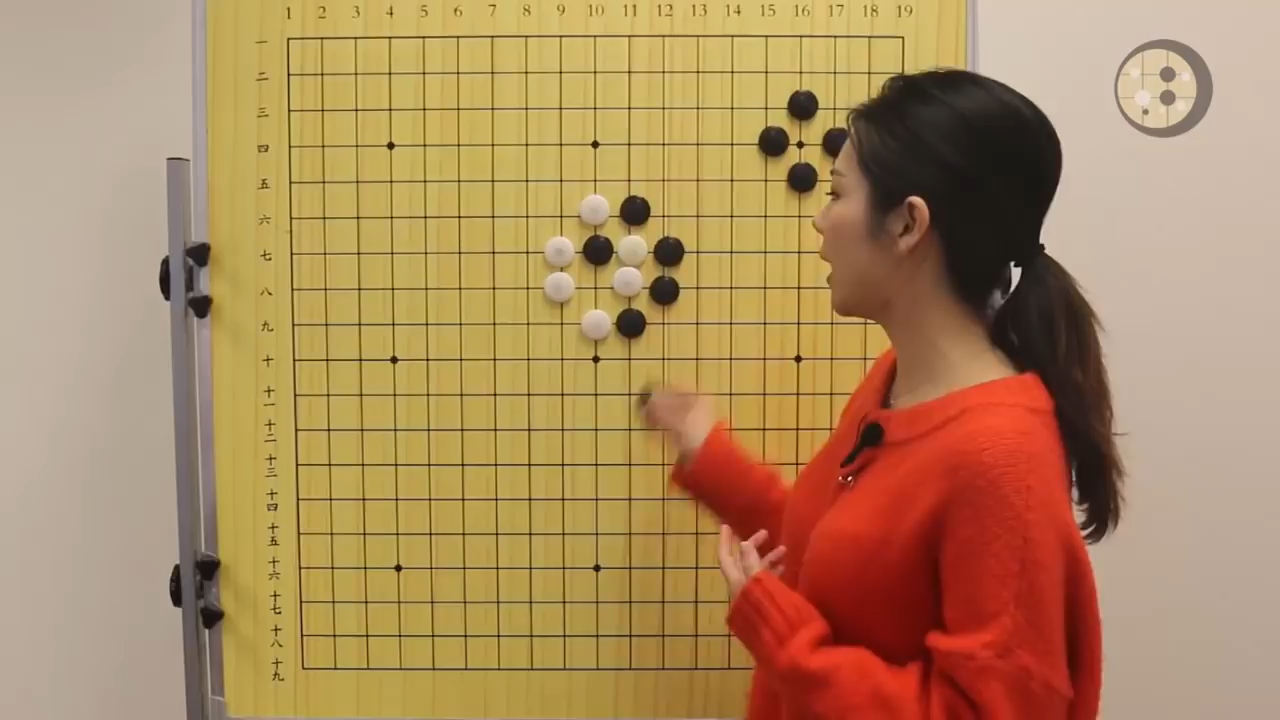 1 2 3 4 5 6 7 8 9 10 11 12 13 14 15 16 17 18 19
一
二
三
四
五
六
七
八
九
十
十一
十二
十三
十四
十五
十六
十七
十八
十九